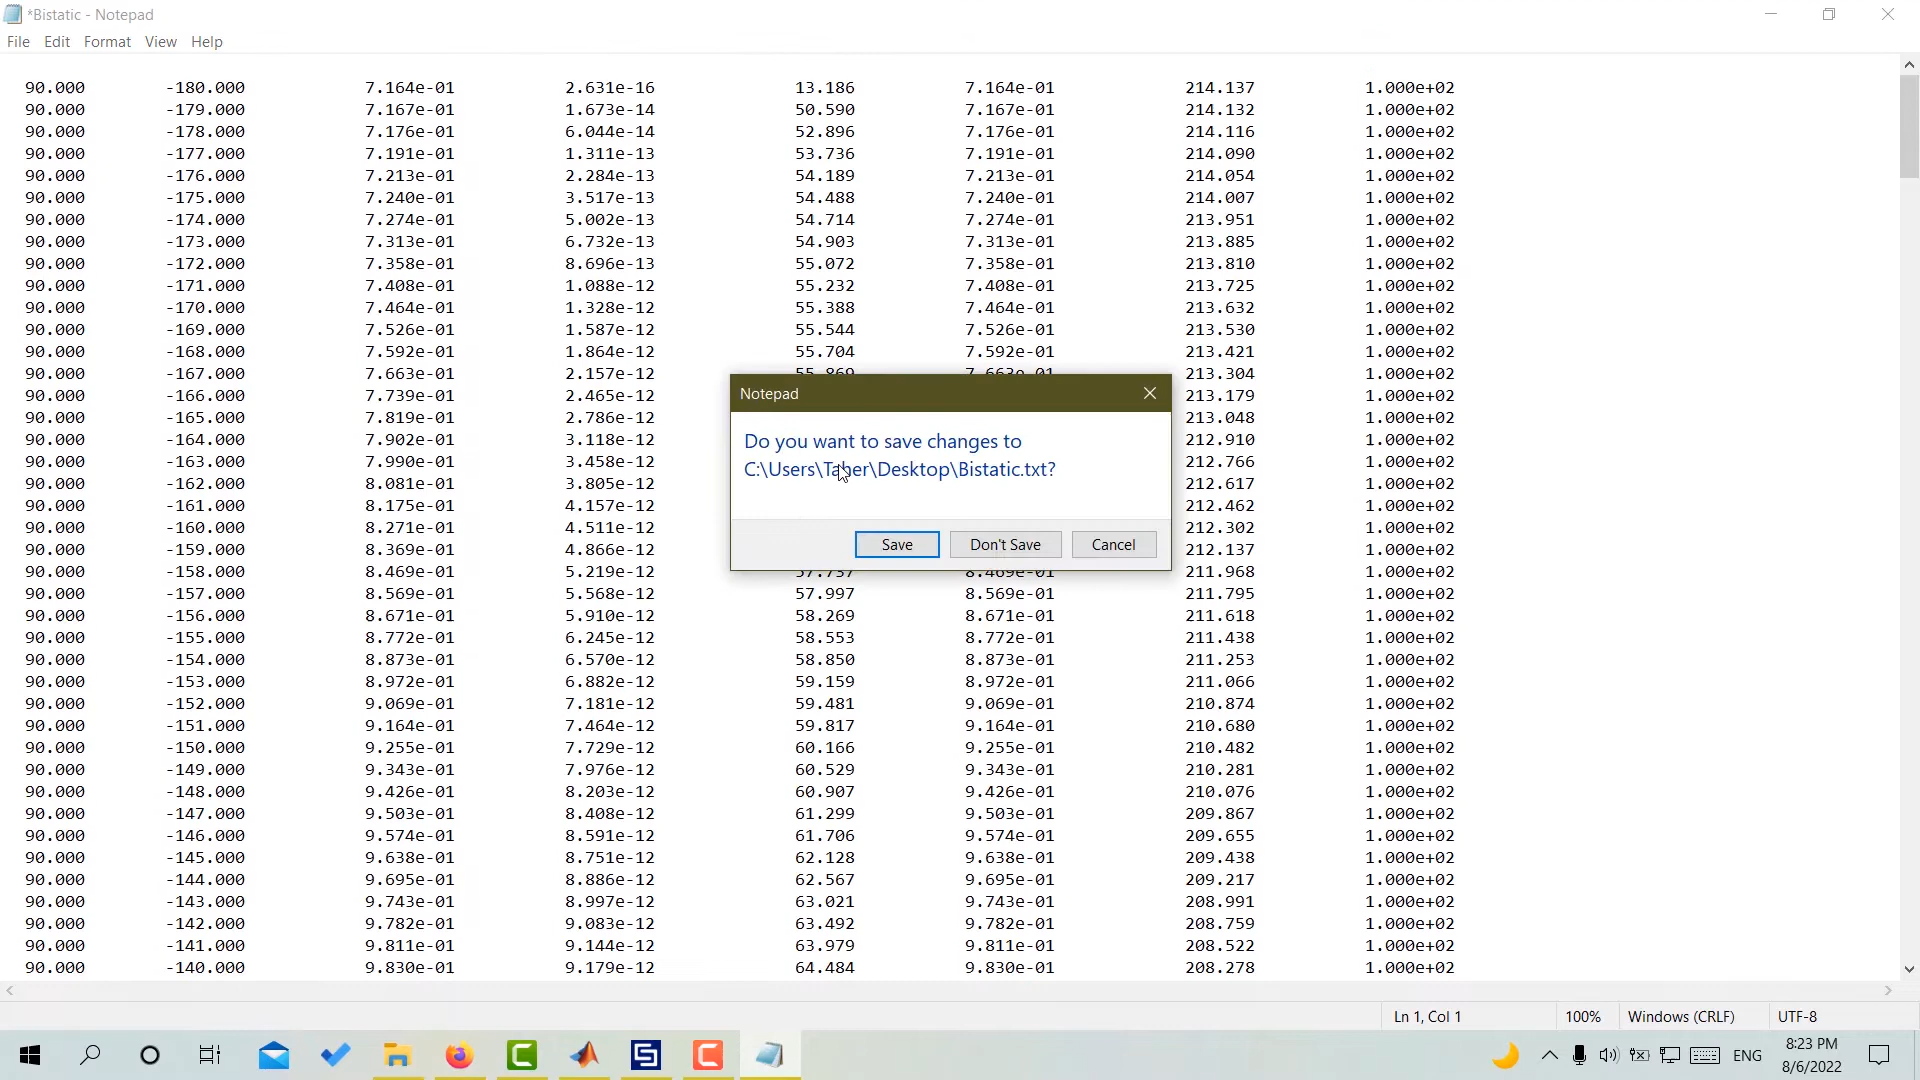 *Bistatic - Notepad
File Edit Format View Help
90.000 -180.000 7.164e-01 2.631e-16 13.186 7.164e-01 214.137 1.000e+02
90.000 -179.000 7.167e-01 1.673e-14 50.590 7.167e-01 214.132 1.000e+02
90.000 -178.000 7.176e-01 6.044e-14 52.896 7.176e-01 214.116 1.000e+02
90.000 -177.000 7.191e-01 1.311e-13 53.736 7.191e-01 214.090 1.000e+02
90.000 -176.000 7.213e-01 2.284e-13 54.189 7.213e-01 214.054 1.000e+02
90.000 -175.000 7.240e-01 3.517e-13 54.488 7.240e-01 214.007 1.000e+02
90.000 -174.000 7.274e-01 5.002e-13 54.714 7.274e-01 213.951 1.000e+02
90.000 -173.000 7.313e-01 6.732e-13 54.903 7.313e-01 213.885 1.000e+02
90.000 -172.000 7.358e-01 8.696e-13 55.072 7.358e-01 213.810 1.000e+02
90.000 -171.000 7.408e-01 1.088e-12 55.232 7.408e-01 213.725 1.000e+02
90.000 -170.000 7.464e-01 1.328e-12 55.388 7.464e-01 213.632 1.000e+02
90.000 -169.000 7.526e-01 1.587e-12 55.544 7.526e-01 213.530 1.000e+02
90.000 -168.000 7.592e-01 1.864e-12 55.704 7.592e-01 213.421 1.000e+02
90.000 -167.000 7.663e-01 2.157e-12 55.869 7.663e-01 213.304 1.000e+02
90.000 -166.000 7.739e-01 2.465e-12 213.179 1.000e+02
90.000 -165.000 7.819e-01 2.786e-12 213.048 1.000e+02
90.000 -164.000 7.902e-01 3.118e-12 212.910 1.000e+02
90.000 -163.000 7.990e-01 3.458e-12 212.766 1.000e+02
90.000 -162.000 8.081e-01 3.805e-12 212.617 1.000e+02
90.000 -161.000 8.175e-01 4.157e-12 212.462 1.000e+02
90.000 -160.000 8.271e-01 4.511e-12 212.302 1.000e+02
90.000 -159.000 8.369e-01 4.866e-12 212.137 1.000e+02
90.000 -158.000 8.469e-01 5.219e-12 57.737 8.469e-01 211.968 1.000e+02
90.000 -157.000 8.569e-01 5.568e-12 57.997 8.569e-01 211.795 1.000e+02
90.000 -156.000 8.671e-01 5.910e-12 58.269 8.671e-01 211.618 1.000e+02
90.000 -155.000 8.772e-01 6.245e-12 58.553 8.772e-01 211.438 1.000e+02
90.000 -154.000 8.873e-01 6.570e-12 58.850 8.873e-01 211.253 1.000e+02
90.000 -153.000 8.972e-01 6.882e-12 59.159 8.972e-01 211.066 1.000e+02
90.000 -152.000 9.069e-01 7.181e-12 59.481 9.069e-01 210.874 1.000e+02
90.000 -151.000 9.164e-01 7.464e-12 59.817 9.164e-01 210.680 1.000e+02
90.000 -150.000 9.255e-01 7.729e-12 60.166 9.255e-01 210.482 1.000e+02
90.000 -149.000 9.343e-01 7.976e-12 60.529 9.343e-01 210.281 1.000e+02
90.000 -148.000 9.426e-01 8.203e-12 60.907 9.426e-01 210.076 1.000e+02
90.000 -147.000 9.503e-01 8.408e-12 61.299 9.503e-01 209.867 1.000e+02
90.000 -146.000 9.574e-01 8.591e-12 61.706 9.574e-01 209.655 1.000e+02
90.000 -145.000 9.638e-01 8.751e-12 62.128 9.638e-01 209.438 1.000e+02
90.000 -144.000 9.695e-01 8.886e-12 62.567 9.695e-01 209.217 1.000e+02
90.000 -143.000 9.743e-01 8.997e-12 63.021 9.743e-01 208.991 1.000e+02
90.000 -142.000 9.782e-01 9.083e-12 63.492 9.782e-01 208.759 1.000e+02
90.000 -141.000 9.811e-01 9.144e-12 63.979 9.811e-01 208.522 1.000e+02
90.000 -140.000 9.830e-01 9.179e-12 64.484 9.830e-01 208.278 1.000e+02
Notepad
Do you want to save changes to
C:\Users\Taher\Desktop\Bistatic.txt?
Save Don't Save Cancel
Ln 1, Col 1 100% Windows (CRLF) UTF-8
ENG
8:23 PM
8/6/2022